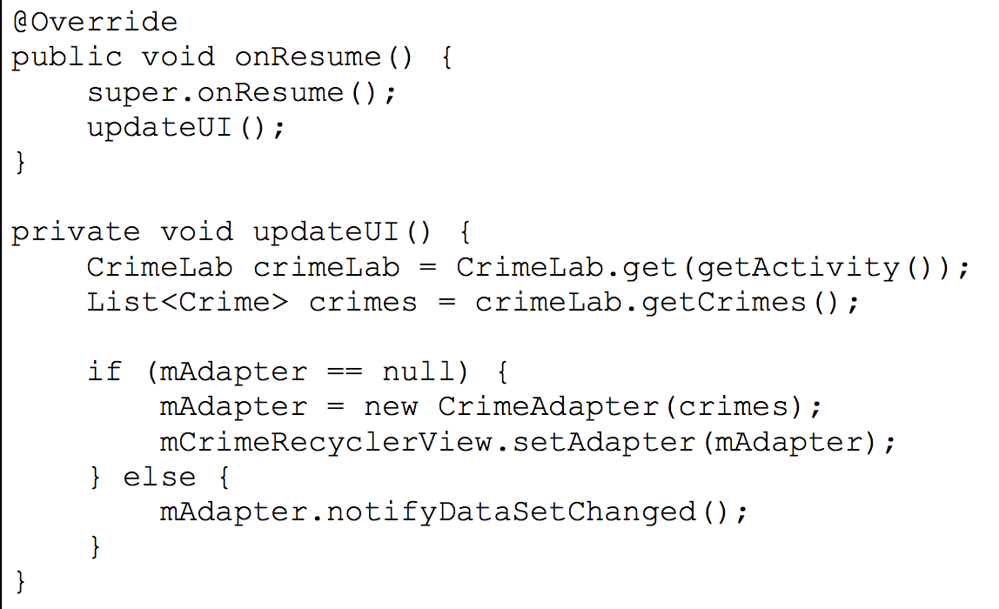 @Override
public void onResume() {
    super.onResume();
    updateUI();
}

private void updateUI() {
    CrimeLab crimeLab = CrimeLab.get(getActivity());
    List<Crime> crimes = crimeLab.getCrimes();

    if (mAdapter == null) {
        mAdapter = new CrimeAdapter(crimes);
        mCrimeRecyclerView.setAdapter(mAdapter);
    } else {
        mAdapter.notifyDataSetChanged();
    }
}